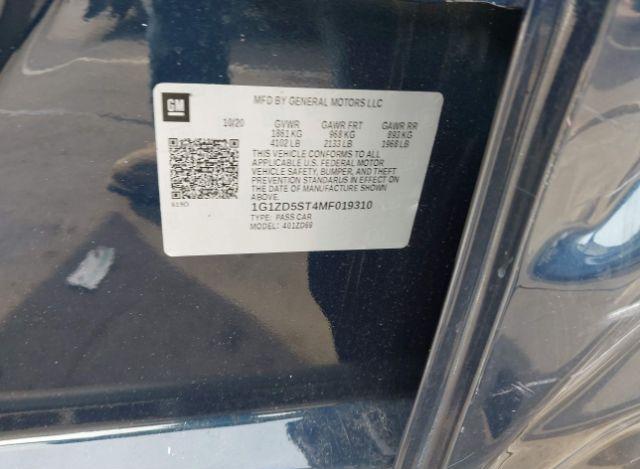 GM
MFD BY GENERAL MOTORS LLC
10/20 GVWR GAWR FRT GAWR RR
1861 KG 968 KG 893 KG
4102 LB 2133 LB 1968 LB
THIS VEHICLE CONFORMS TO ALL
APPLICABLE U.S. FEDERAL MOTOR
VEHICLE SAFETY, BUMPER, AND THEFT
PREVENTION STANDARDS IN EFFECT ON
THE DATE OF MANUFACTURE SHOWN
ABOVE.
1G1ZD5ST4MF019310
TYPE: PASS CAR
MODEL: 401ZD69